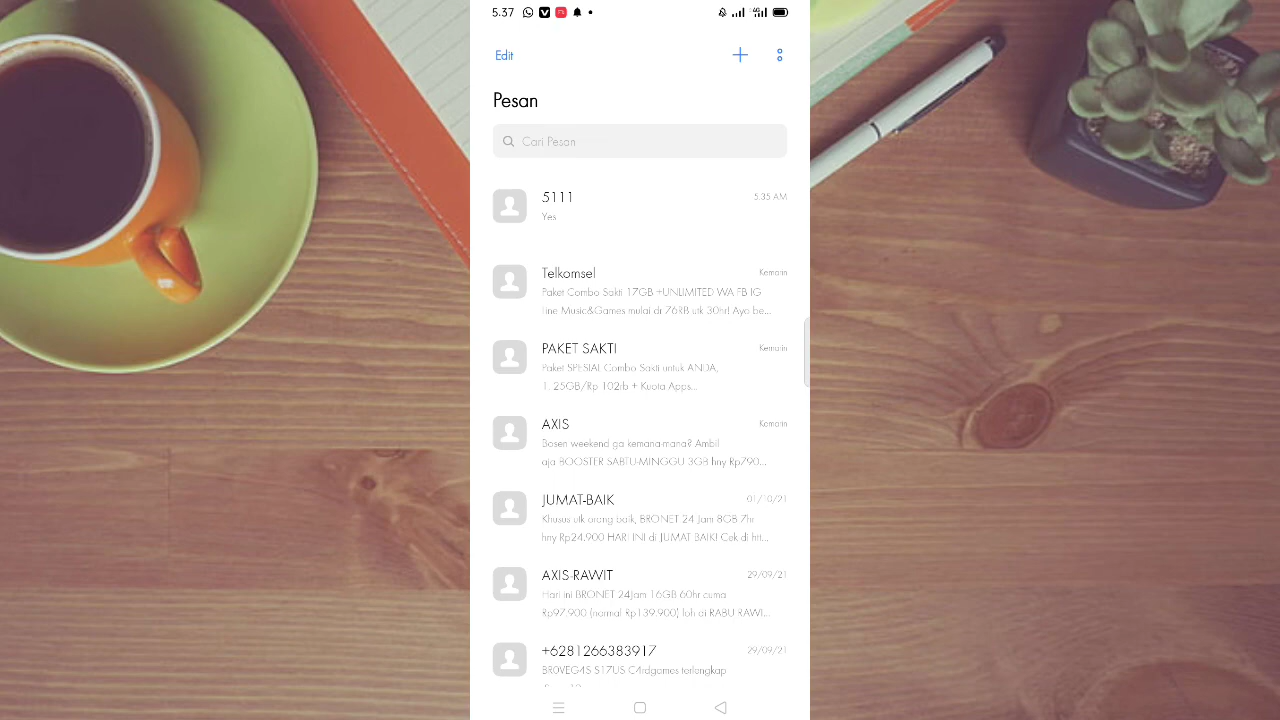 5.37
Edit
Pesan
Cari Pesan
5111
5.35 AM
Yes
Telkomsel
Kemarin
Paket Combo Sakti 17GB +UNLIMITED WA FB IG
Line Music&Games mulai dr 76RB utk 30hr! Ayo be...
PAKET SAKTI
Kemarin
Paket SPESIAL Combo Sakti untuk ANDA,
1. 25GB/Rp 102rb + Kuota Apps...
AXIS
Kemarin
Bosen weekend ga kemana-mana? Ambil
aja BOOSTER SABTU-MINGGU 3GB hny Rp790...
JUMAT-BAIK
01/10/21
Khusus utk orang baik, BRONET 24 Jam 8GB 7hr
hny Rp24.900 HARI INI di JUMAT BAIK! Cek di htt...
AXIS-RAWIT
29/09/21
Hari ini BRONET 24Jam 16GB 60hr cuma
Rp97.900 (normal Rp139.900) loh di RABU RAWI...
+6281266383917
29/09/21
BR0VEG4S S17US C4rdgames terlengkap